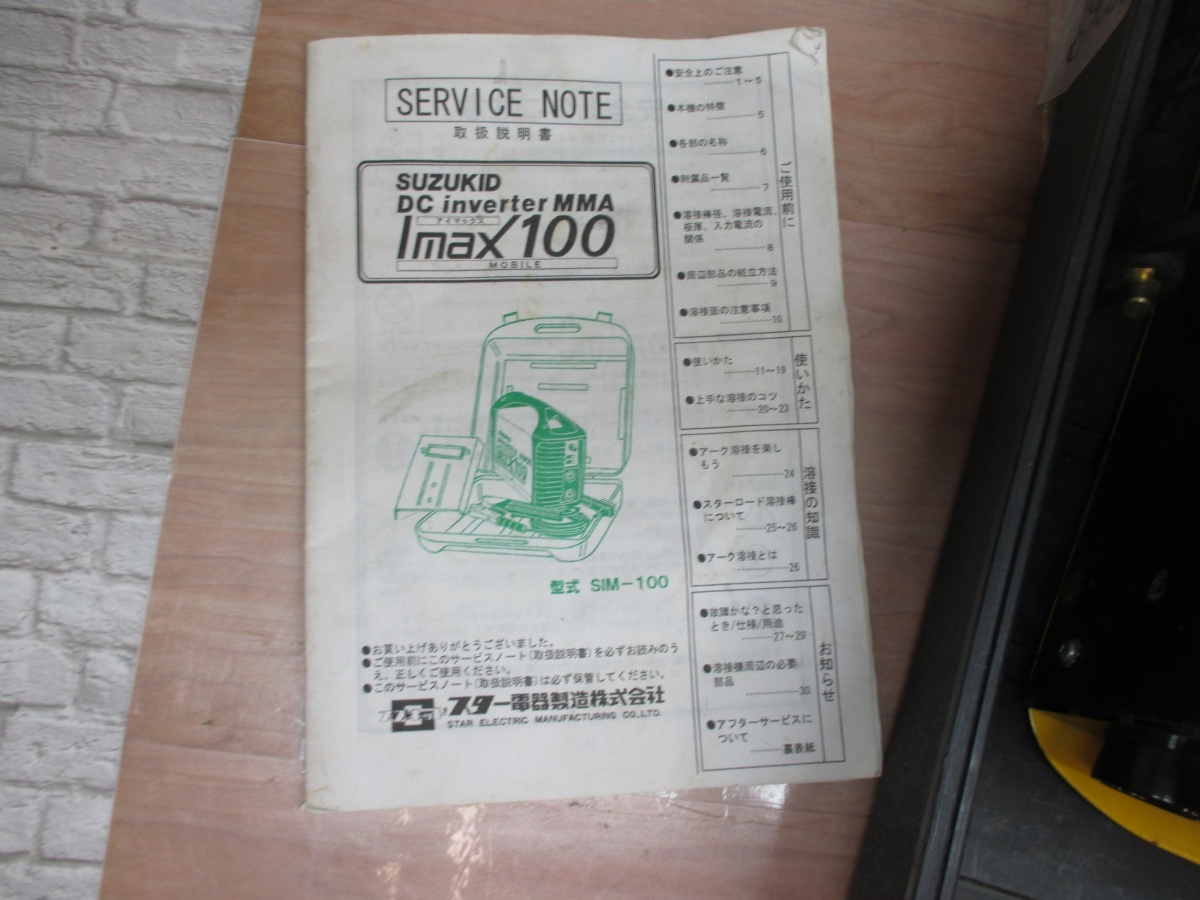 SERVICE NOTE
取扱説明書
SUZUKID
DC inverter MMA
アイマックス
Imax100
MOBILE
imax100
型式 SIM-100
●お買い上げありがとうございました。
●ご使用前にこのサービスノート(取扱説明書)を必ずお読みのう
え、正しくご使用ください。
●このサービスノート(取扱説明書)は必ず保管してください。
スター電器製造株式会社
STAR ELECTRIC MANUFACTURING CO.,LTD.
ご使用前に
●安全上のご注意
………1～5
●本機の特徴
………5
●各部の名称
………6
●附属品一覧
………7
●溶接棒径、溶接電流、
板厚、入力電流の
関係
………8
●周辺部品の組立方法
………9
●溶接面の注意事項
………10
使いかた
●使いかた
………11～19
●上手な溶接のコツ
………20～23
溶接の知識
●アーク溶接を楽し
もう
………24
●スターロード溶接棒
について
………25～26
●アーク溶接とは
………26
お知らせ
●故障かな?と思った
とき/仕様/用途
………27～29
●溶接機周辺の必要
部品
………30
●アフターサービスに
ついて
………裏表紙